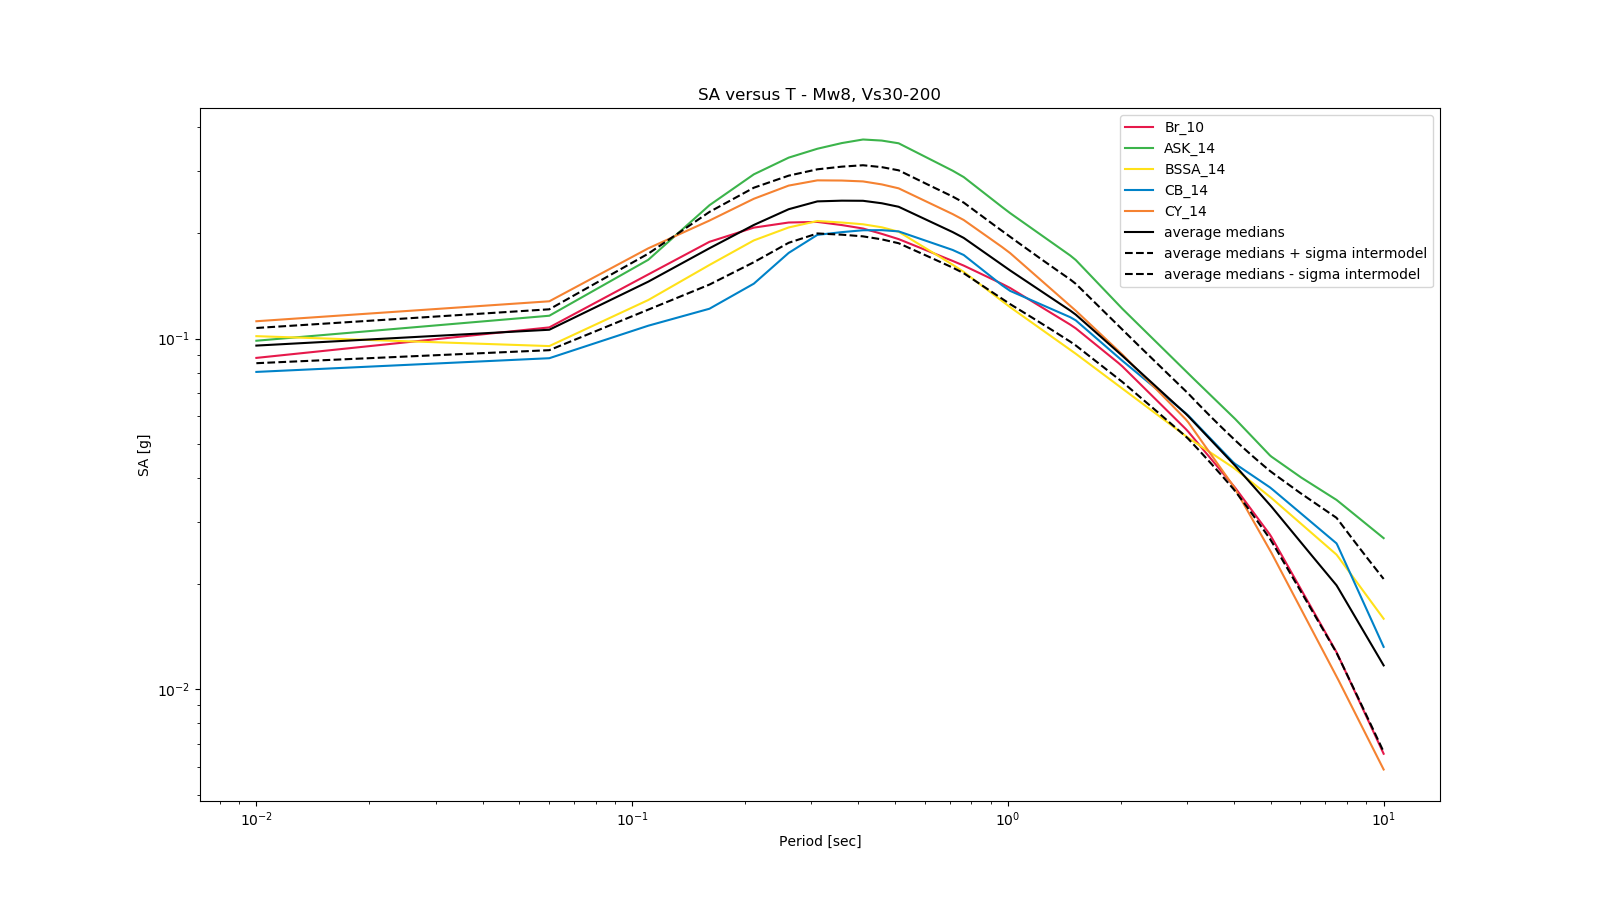 SA versus T - Mw8, Vs30-200
Br_10
ASK_14
BSSA_14
CB_14
CY_14
average medians
average medians + sigma intermodel
average medians - sigma intermodel
SA [g]
10⁻¹
10⁻²
10⁻² 10⁻¹ 10⁰ 10¹
Period [sec]